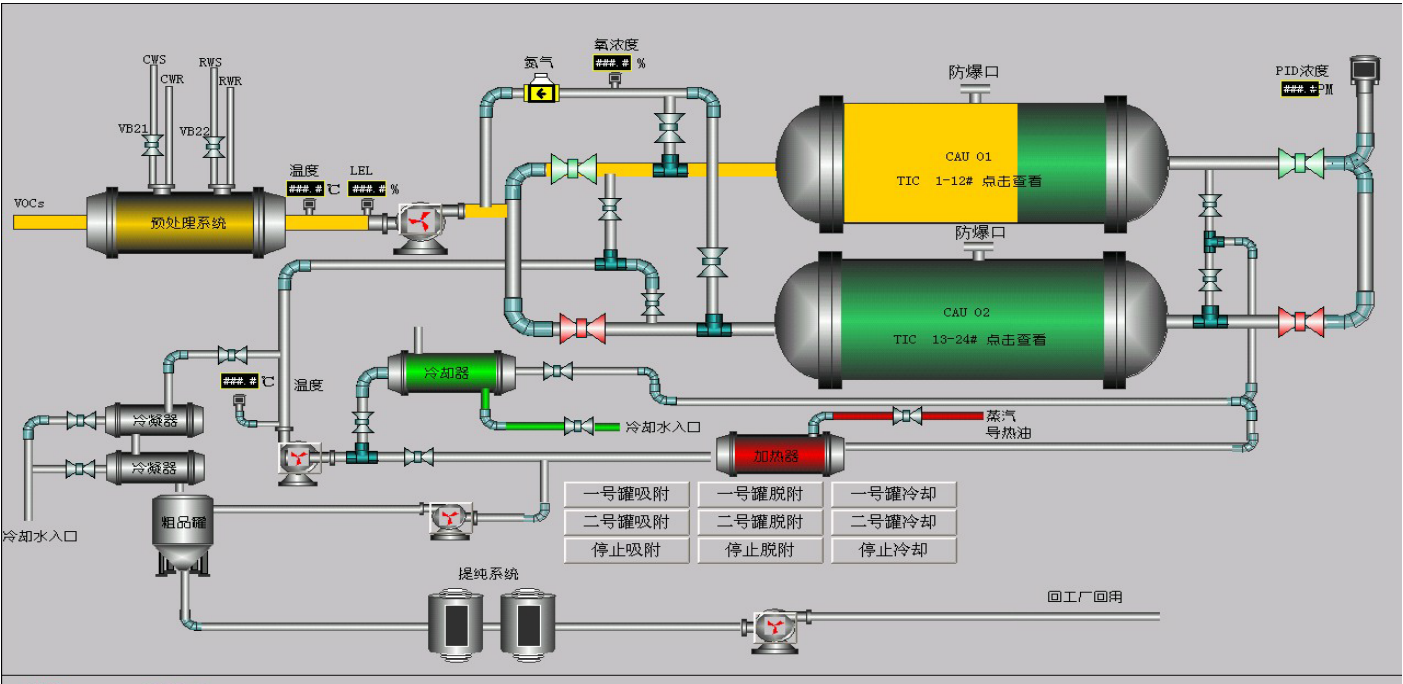 氧浓度
###.# %
氮气
CWS
CWR
RWS
RWR
VB21
VB22
防爆口
PID浓度
###.#PM
温度
###.# ℃
LEL
###.# %
VOCs
预处理系统
CAU 01
TIC 1-12# 点击查看
防爆口
CAU 02
TIC 13-24# 点击查看
###.# ℃
温度
冷却器
冷却水入口
蒸汽
导热油
加热器
冷凝器
冷凝器
冷却水入口
粗品罐
一号罐吸附
一号罐脱附
一号罐冷却
二号罐吸附
二号罐脱附
二号罐冷却
停止吸附
停止脱附
停止冷却
提纯系统
回工厂回用